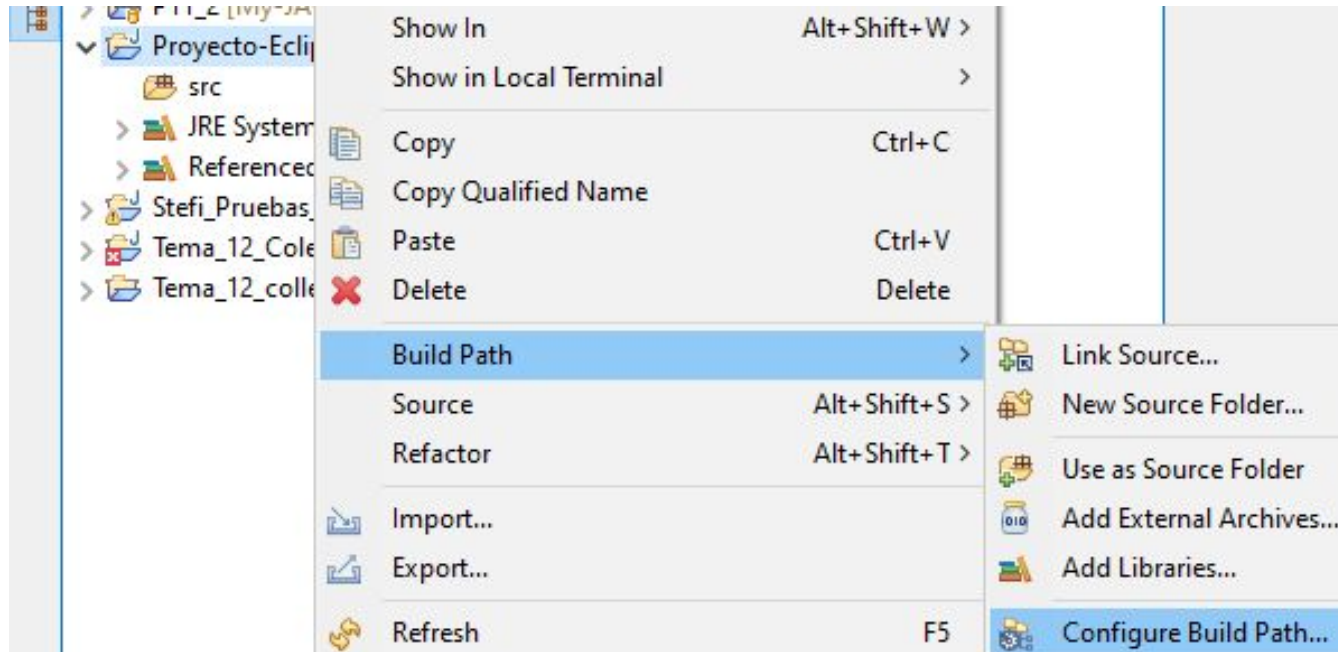 Proyecto-Eclip
src
JRE System
Referenced
Stefi_Pruebas_
Tema_12_Cole
Tema_12_colle
Show In Alt+Shift+W >
Show in Local Terminal >
Copy Ctrl+C
Copy Qualified Name
Paste Ctrl+V
Delete Delete
Build Path >
Source Alt+Shift+S >
Refactor Alt+Shift+T >
Import...
Export...
Refresh F5
Link Source...
New Source Folder...
Use as Source Folder
Add External Archives...
Add Libraries...
Configure Build Path...